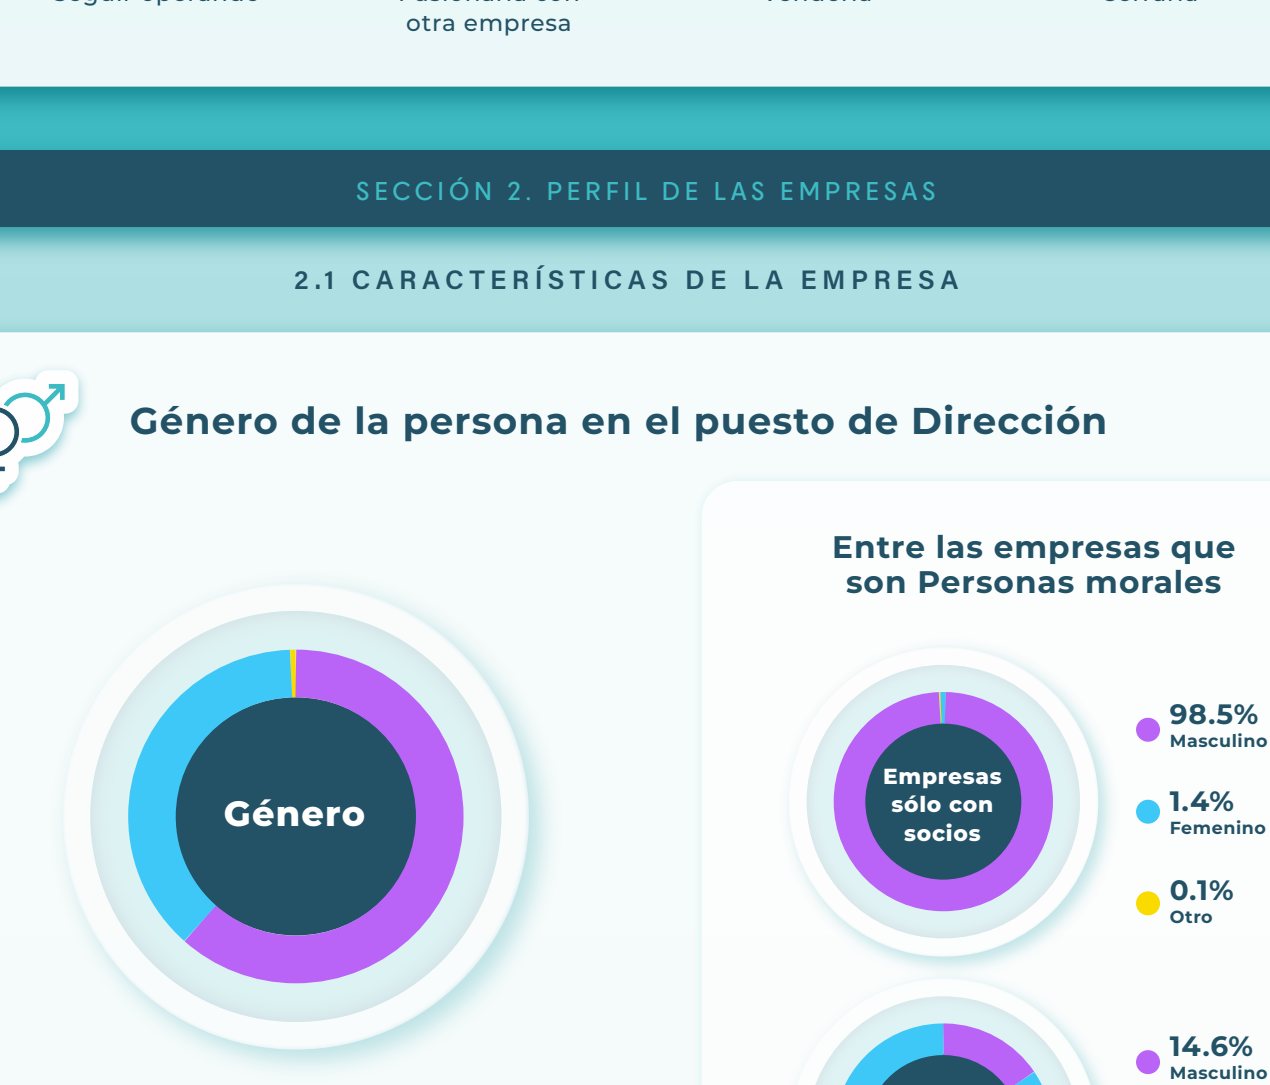 otra empresa
SECCIÓN 2. PERFIL DE LAS EMPRESAS
2.1 CARACTERÍSTICAS DE LA EMPRESA
Género de la persona en el puesto de Dirección
Género
Entre las empresas que
son Personas morales
Empresas
sólo con
socios
98.5%
Masculino
1.4%
Femenino
0.1%
Otro
14.6%
Masculino